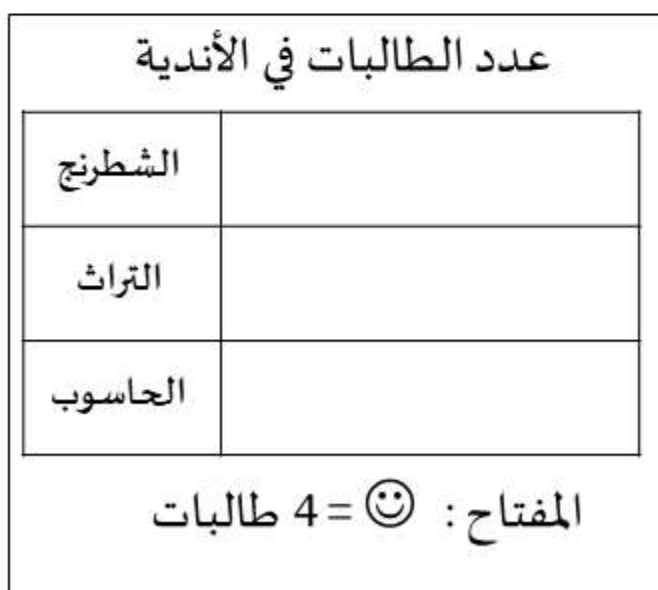 عدد الطالبات في الأندية
الشطرنج
التراث
الحاسوب
المفتاح : ☺ = 4 طالبات